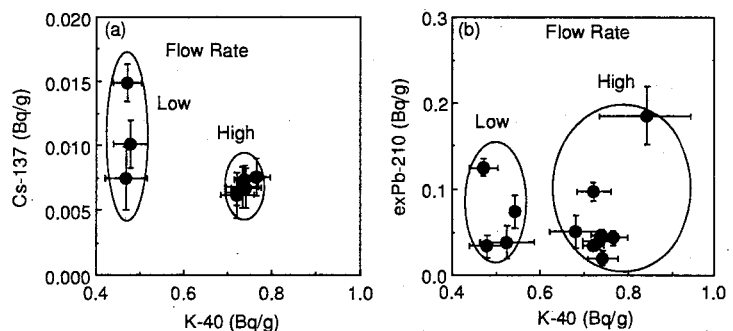 (a)
Flow Rate
Low
High
Cs-137 (Bq/g)
0.020
0.015
0.010
0.005
0.000
0.4 0.6 0.8 1.0
K-40 (Bq/g)
(b)
Flow Rate
High
Low
exPb-210 (Bq/g)
0.3
0.2
0.1
0.0
0.4 0.6 0.8 1.0
K-40 (Bq/g)